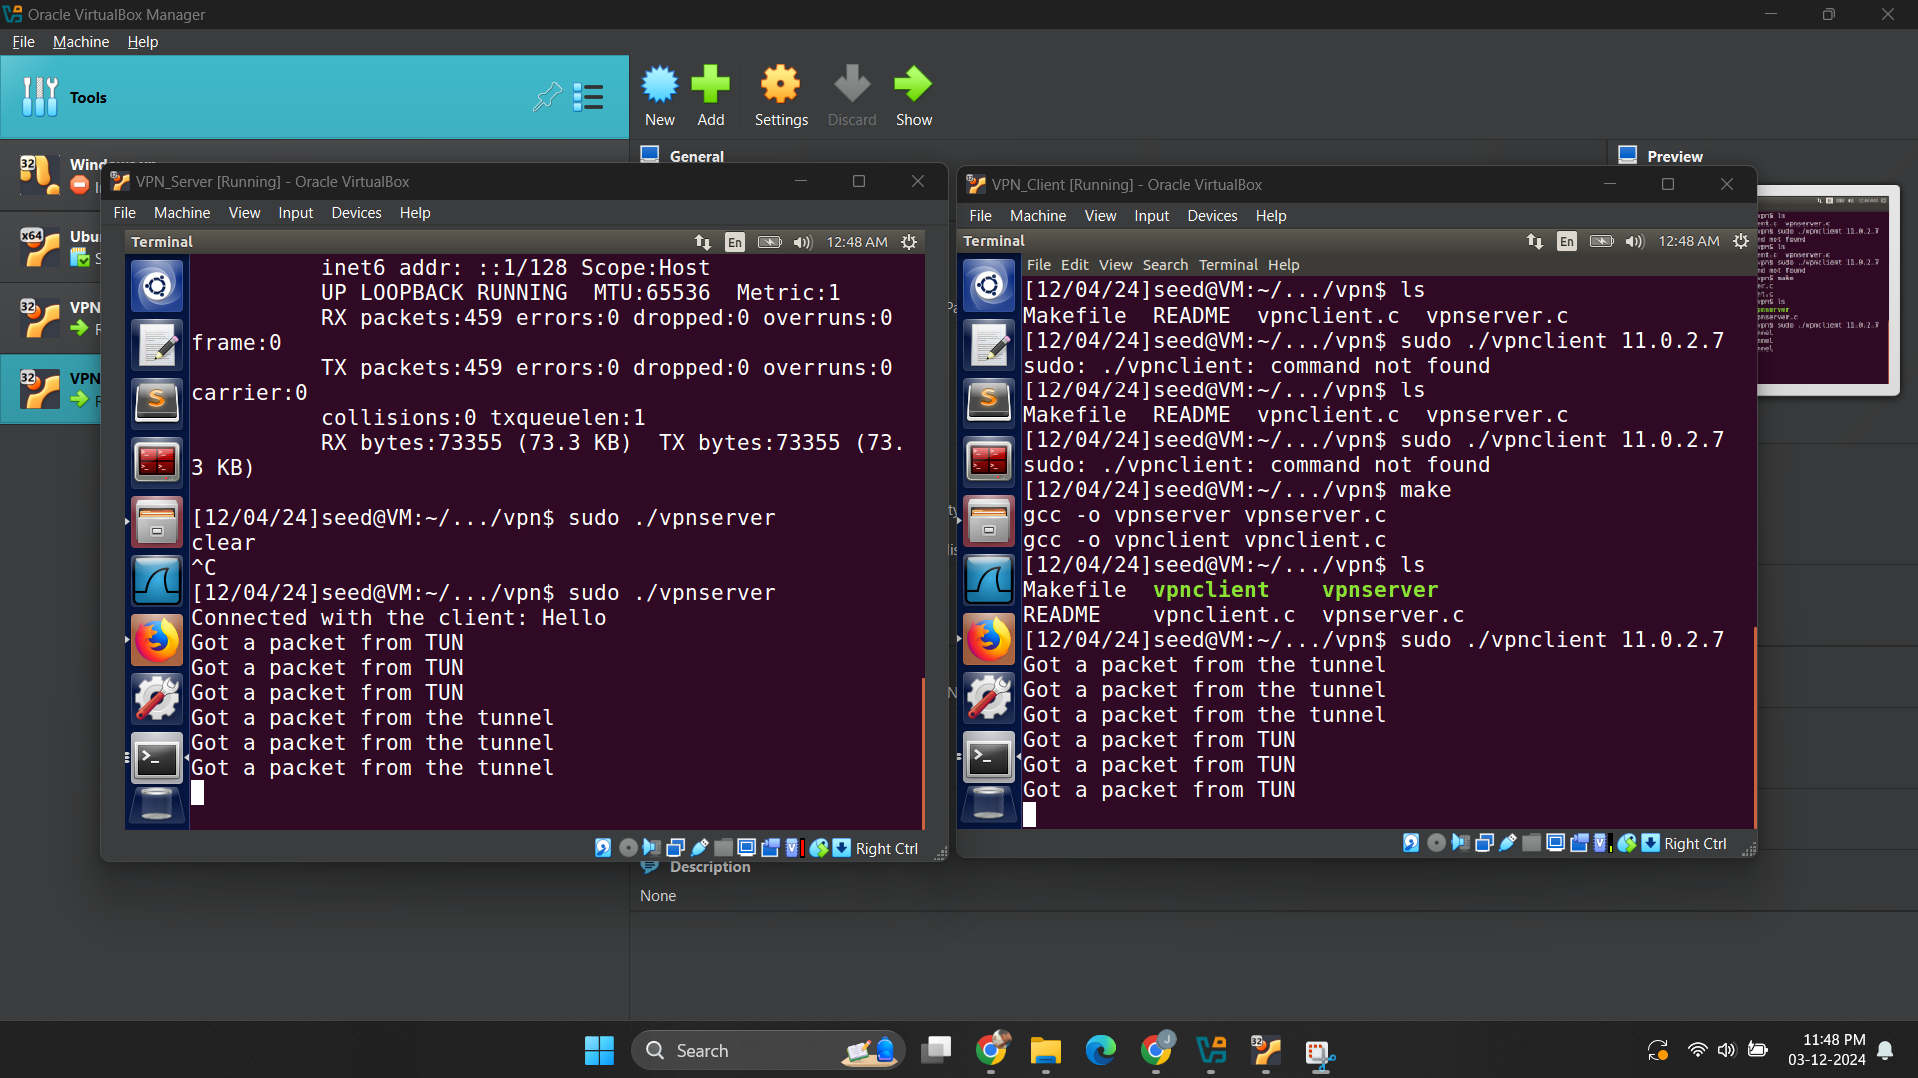 Oracle VirtualBox Manager
File Machine Help
Tools
New Add Settings Discard Show
General
Preview
32
x64
Ubu
32
VPN
32
VPN
VPN_Server [Running] - Oracle VirtualBox
File Machine View Input Devices Help
Terminal
En
12:48 AM
inet6 addr: ::1/128 Scope:Host
UP LOOPBACK RUNNING  MTU:65536  Metric:1
RX packets:459 errors:0 dropped:0 overruns:0
frame:0
TX packets:459 errors:0 dropped:0 overruns:0
carrier:0
collisions:0 txqueuelen:1
RX bytes:73355 (73.3 KB)  TX bytes:73355 (73.
3 KB)
[12/04/24]seed@VM:~/.../vpn$ sudo ./vpnserver
clear
^C
[12/04/24]seed@VM:~/.../vpn$ sudo ./vpnserver
Connected with the client: Hello
Got a packet from TUN
Got a packet from TUN
Got a packet from TUN
Got a packet from the tunnel
Got a packet from the tunnel
Got a packet from the tunnel
Right Ctrl
VPN_Client [Running] - Oracle VirtualBox
File Machine View Input Devices Help
Terminal
En
12:48 AM
File Edit View Search Terminal Help
[12/04/24]seed@VM:~/.../vpn$ ls
Makefile  README  vpnclient.c  vpnserver.c
[12/04/24]seed@VM:~/.../vpn$ sudo ./vpnclient 11.0.2.7
sudo: ./vpnclient: command not found
[12/04/24]seed@VM:~/.../vpn$ ls
Makefile  README  vpnclient.c  vpnserver.c
[12/04/24]seed@VM:~/.../vpn$ sudo ./vpnclient 11.0.2.7
sudo: ./vpnclient: command not found
[12/04/24]seed@VM:~/.../vpn$ make
gcc -o vpnserver vpnserver.c
gcc -o vpnclient vpnclient.c
[12/04/24]seed@VM:~/.../vpn$ ls
Makefile  vpnclient    vpnserver
README    vpnclient.c  vpnserver.c
[12/04/24]seed@VM:~/.../vpn$ sudo ./vpnclient 11.0.2.7
Got a packet from the tunnel
Got a packet from the tunnel
Got a packet from the tunnel
Got a packet from TUN
Got a packet from TUN
Got a packet from TUN
Right Ctrl
Description
None
Search
11:48 PM
03-12-2024